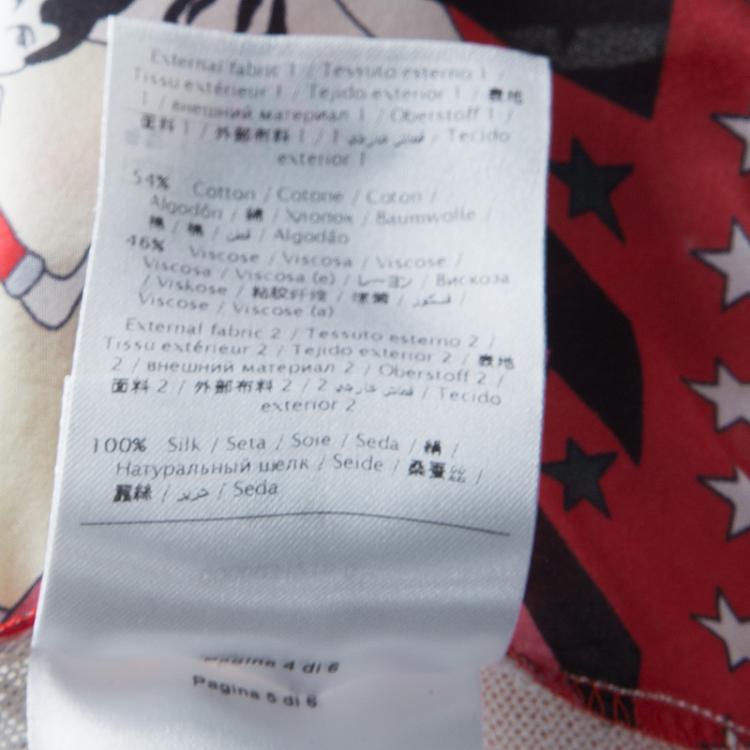 External fabric 1 / Tessuto esterno 1 /
Tissu extérieur 1 / Tejido exterior 1 / 表地
1 / внешний материал 1 / Oberstoff 1 /
面料 1 / 外部布料 1 / 1 قماش خارجي / Tecido
exterior 1
54% Cotton / Cotone / Coton /
Algodón / 綿 / Хлопок / Baumwolle /
棉 / 棉 / قطن / Algodão
46% Viscose / Viscosa / Viscose /
Viscosa / Viscosa (e) / レーヨン / Вискоза
/ Viskose / 粘胶纤维 / 嫘縈 / فسكوز /
Viscose / Viscose (a)
External fabric 2 / Tessuto esterno 2 /
Tissu extérieur 2 / Tejido exterior 2 / 表地
2 / внешний материал 2 / Oberstoff 2 /
面料 2 / 外部布料 2 / 2 قماش خارجي / Tecido
exterior 2
100% Silk / Seta / Soie / Seda / 絹 /
Натуральный шелк / Seide / 桑蚕丝 /
蠶絲 / حرير / Seda
Pagina 4 di 6
Pagina 5 di 6